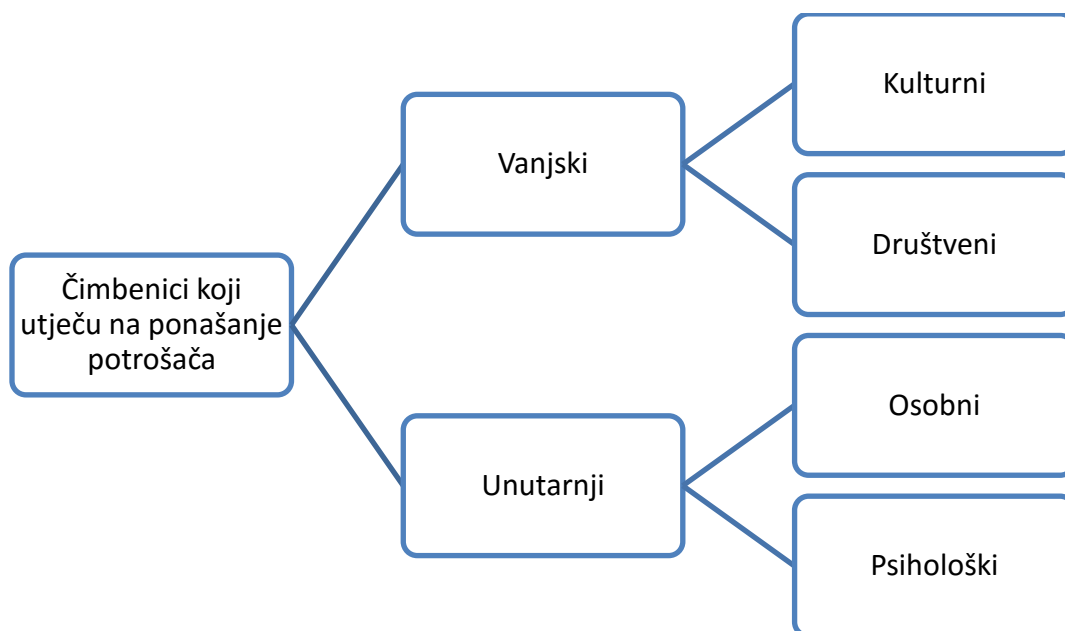 Čimbenici koji
utječu na ponašanje
potrošača
Vanjski
Kulturni
Društveni
Unutarnji
Osobni
Psihološki